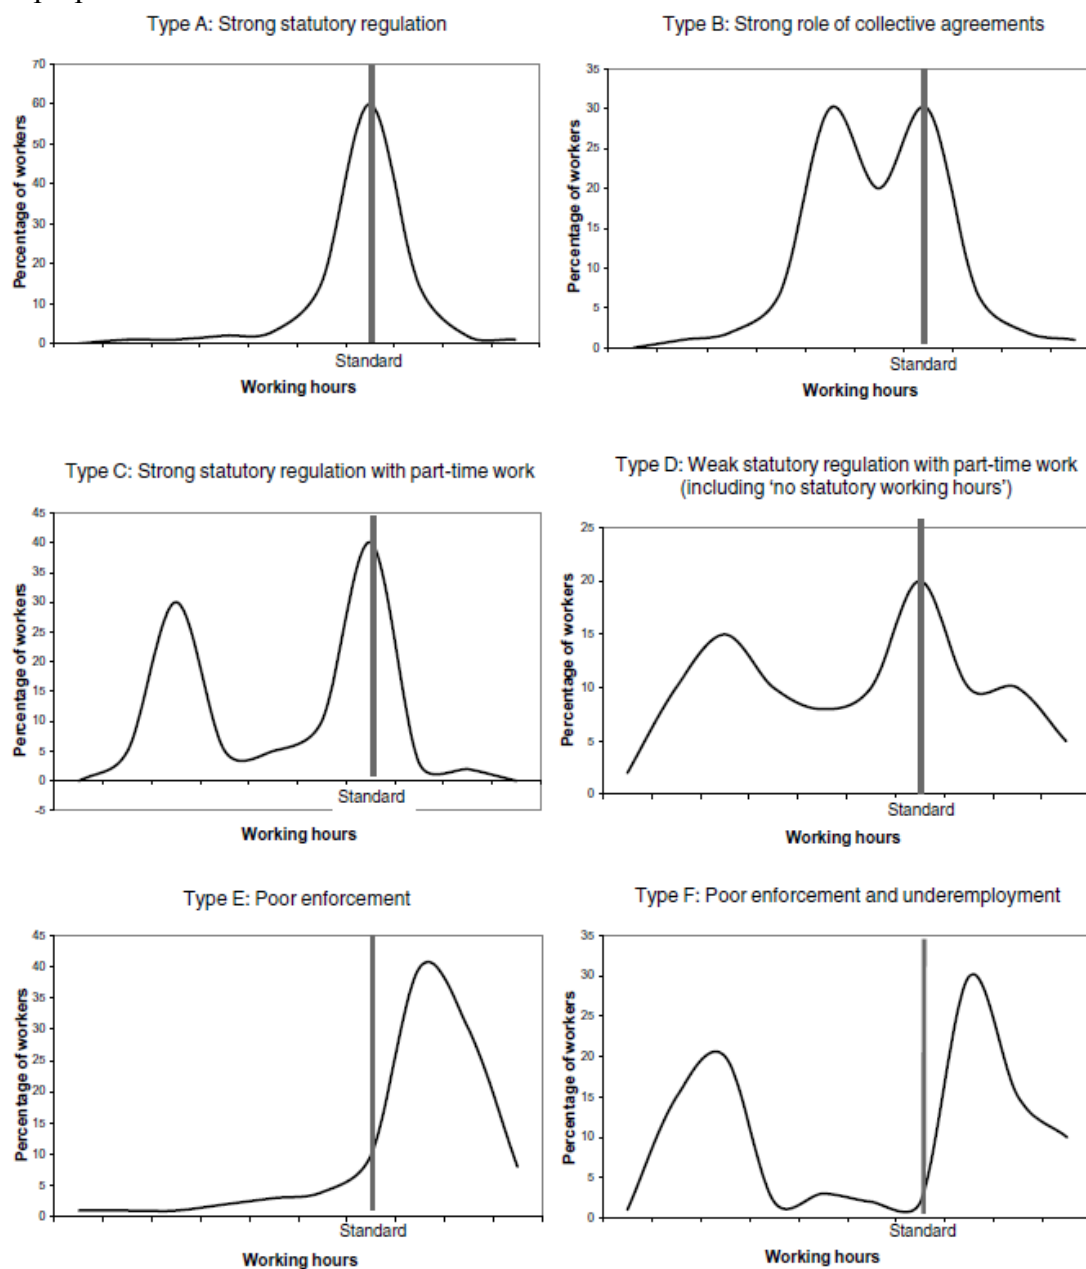 Type A: Strong statutory regulation
70
60
50
40
30
20
10
0
Percentage of workers
Standard
Working hours
Type B: Strong role of collective agreements
35
30
25
20
15
10
5
0
Percentage of workers
Standard
Working hours
Type C: Strong statutory regulation with part-time work
45
40
35
30
25
20
15
10
5
0
-5
Percentage of workers
Standard
Working hours
Type D: Weak statutory regulation with part-time work
(including ‘no statutory working hours’)
25
20
15
10
5
0
Percentage of workers
Standard
Working hours
Type E: Poor enforcement
45
40
35
30
25
20
15
10
5
0
Percentage of workers
Standard
Working hours
Type F: Poor enforcement and underemployment
35
30
25
20
15
10
5
0
Percentage of workers
Standard
Working hours